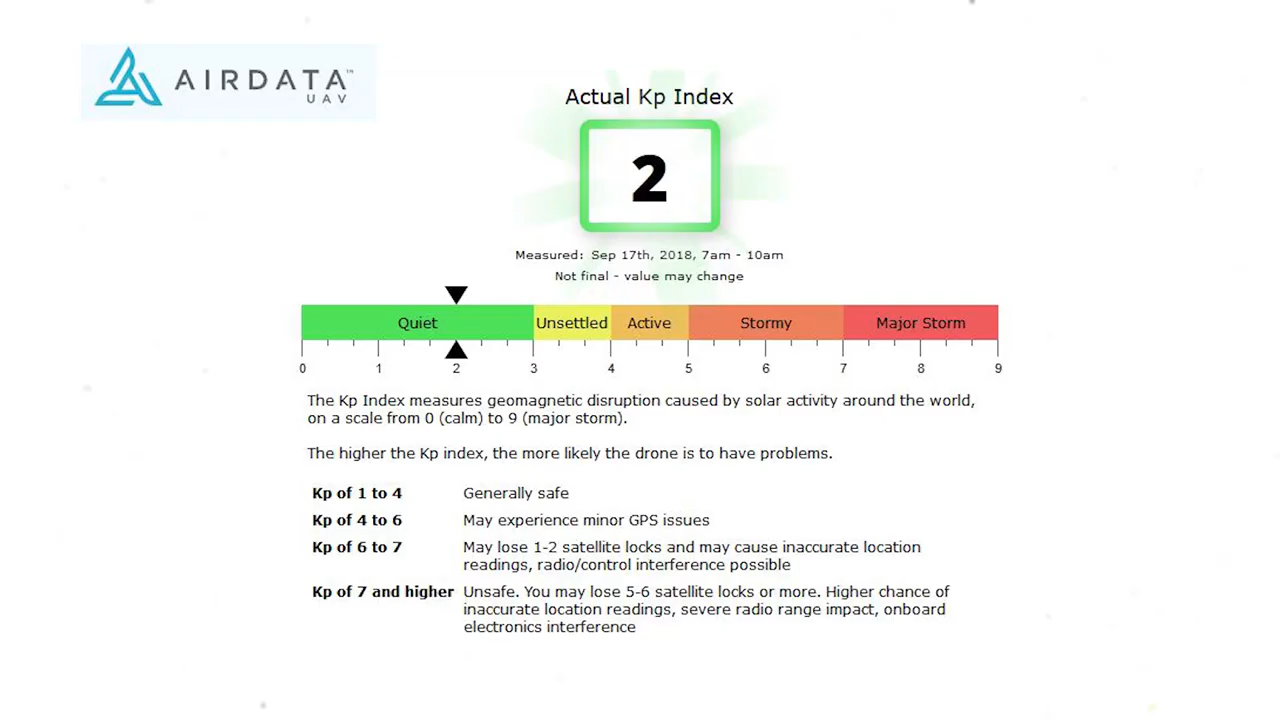 AIRDATA™
UAV
Actual Kp Index
2
Measured: Sep 17th, 2018, 7am - 10am
Not final - value may change
Quiet Unsettled Active Stormy Major Storm
0 1 2 3 4 5 6 7 8 9
The Kp Index measures geomagnetic disruption caused by solar activity around the world,
on a scale from 0 (calm) to 9 (major storm).
The higher the Kp index, the more likely the drone is to have problems.
Kp of 1 to 4 Generally safe
Kp of 4 to 6 May experience minor GPS issues
Kp of 6 to 7 May lose 1-2 satellite locks and may cause inaccurate location
readings, radio/control interference possible
Kp of 7 and higher Unsafe. You may lose 5-6 satellite locks or more. Higher chance of
inaccurate location readings, severe radio range impact, onboard
electronics interference